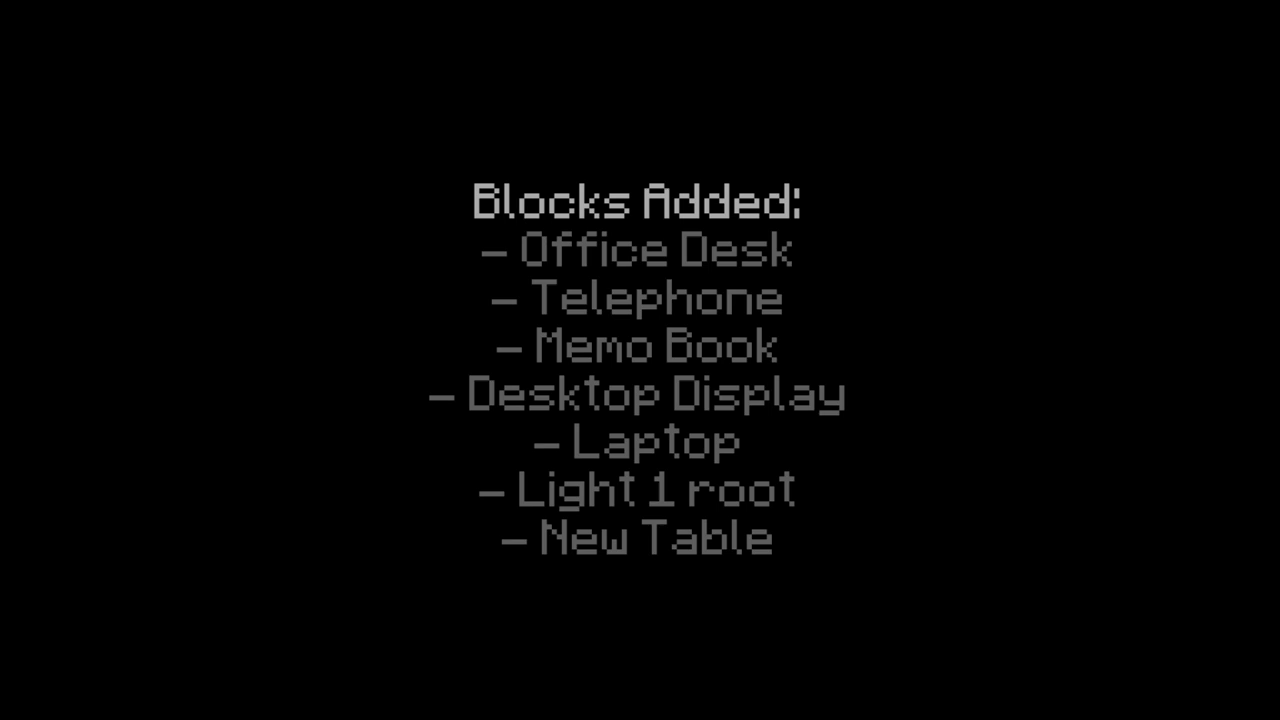 Blocks Added:
– Office Desk
– Telephone
– Memo Book
– Desktop Display
– Laptop
– Light 1 root
– New Table